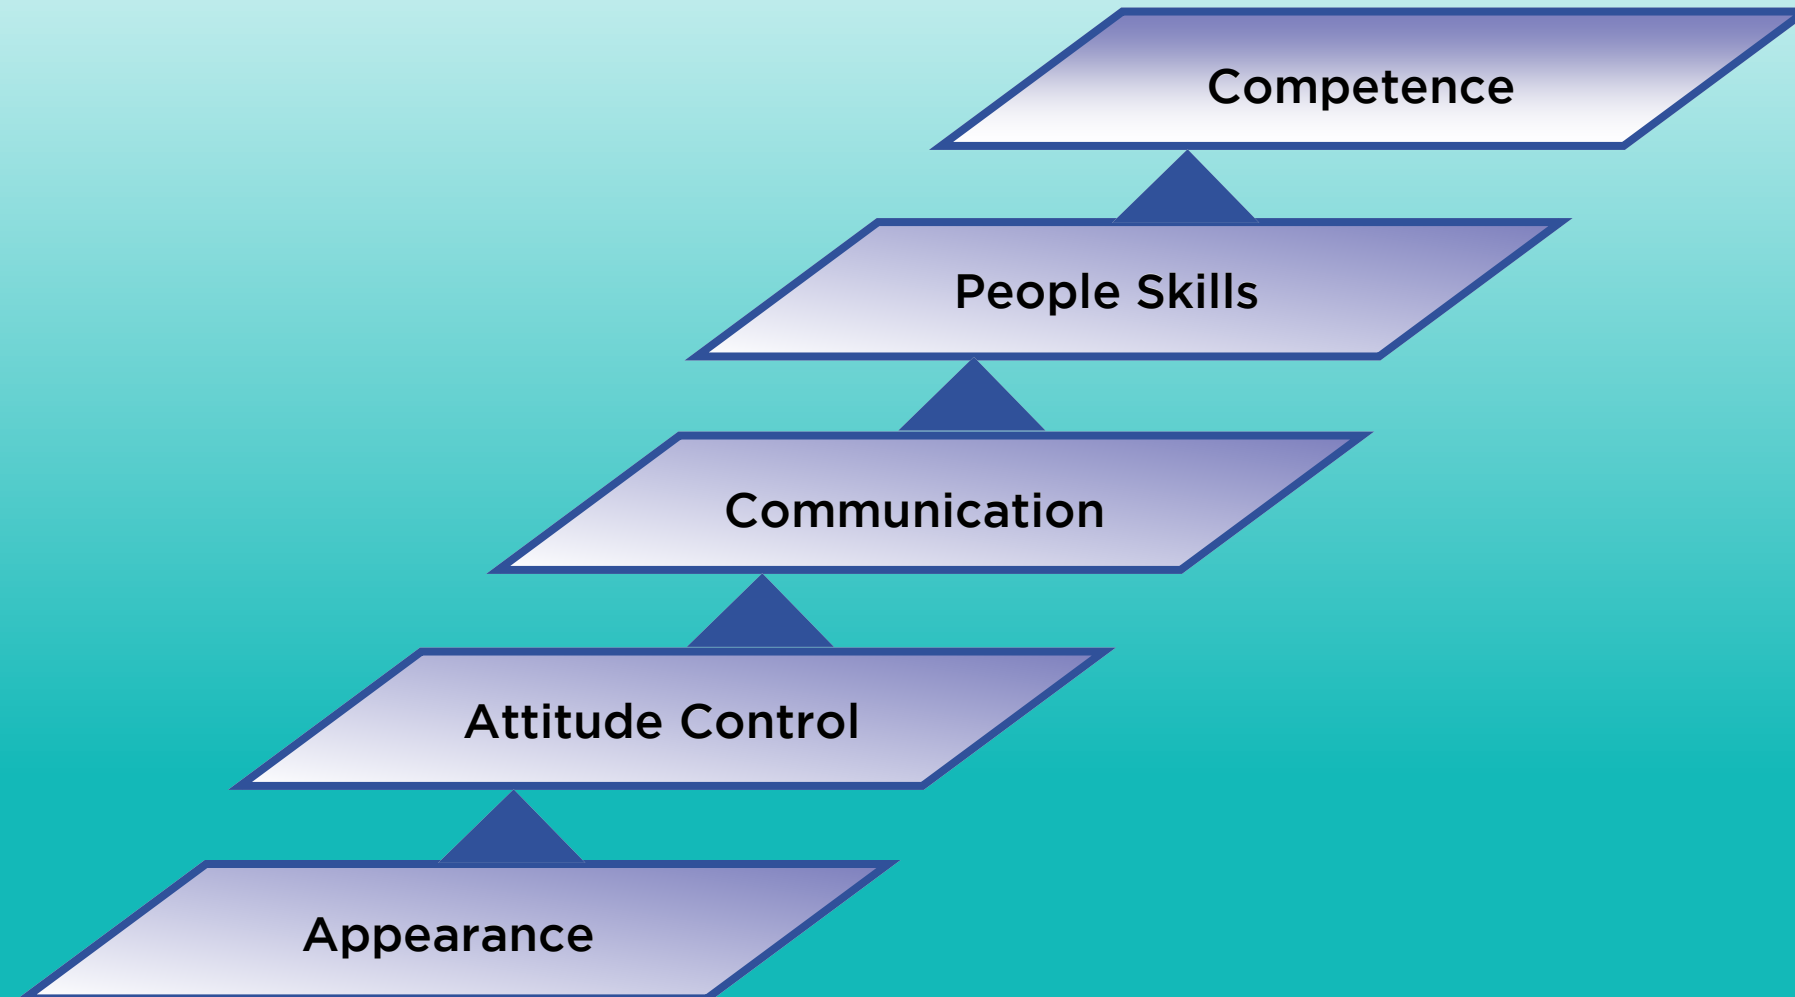 Competence
People Skills
Communication
Attitude Control
Appearance